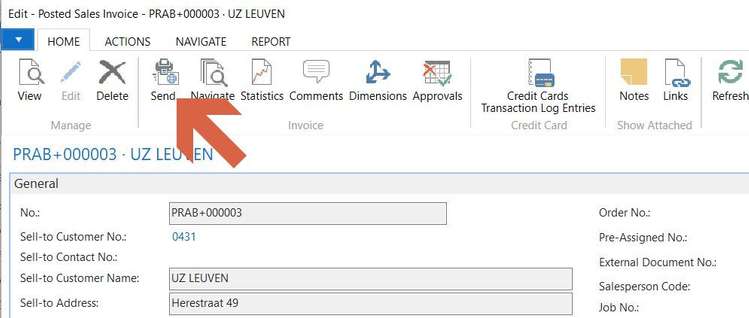 Edit - Posted Sales Invoice - PRAB+000003 · UZ LEUVEN
HOME ACTIONS NAVIGATE REPORT
View Edit Delete Send Navigate Statistics Comments Dimensions Approvals Credit Cards Notes Links Refresh
Transaction Log Entries
Manage Invoice Credit Card Show Attached
PRAB+000003 · UZ LEUVEN
General
No.: PRAB+000003 Order No.:
Sell-to Customer No.: 0431 Pre-Assigned No.:
Sell-to Contact No.: External Document No.:
Sell-to Customer Name: UZ LEUVEN Salesperson Code:
Sell-to Address: Herestraat 49 Job No.: